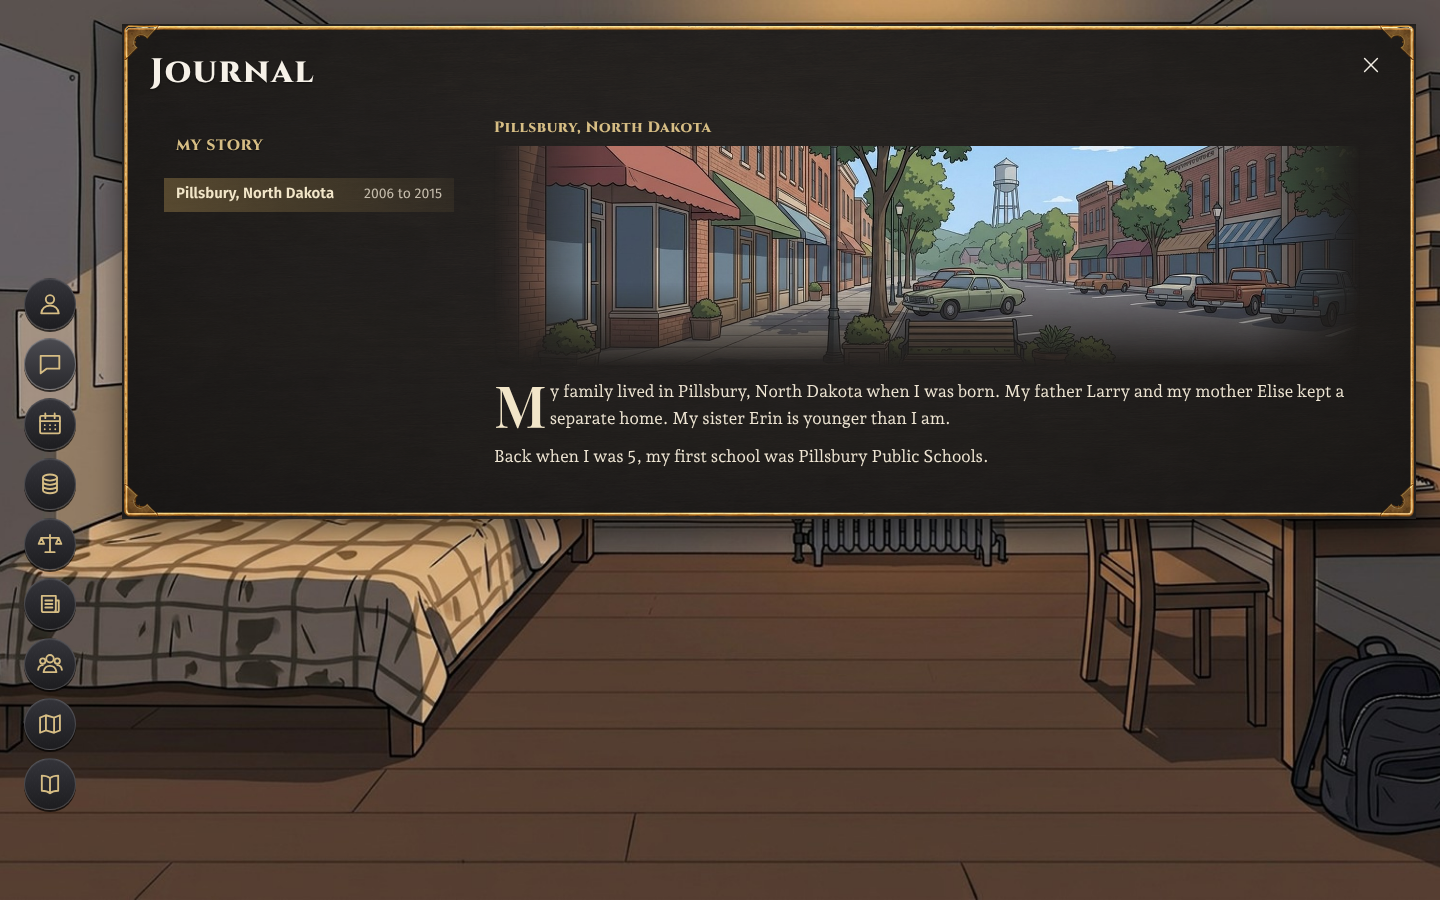 Journal
MY STORY
Pillsbury, North Dakota 2006 to 2015
Pillsbury, North Dakota
My family lived in Pillsbury, North Dakota when I was born. My father Larry and my mother Elise kept a
separate home. My sister Erin is younger than I am.
Back when I was 5, my first school was Pillsbury Public Schools.